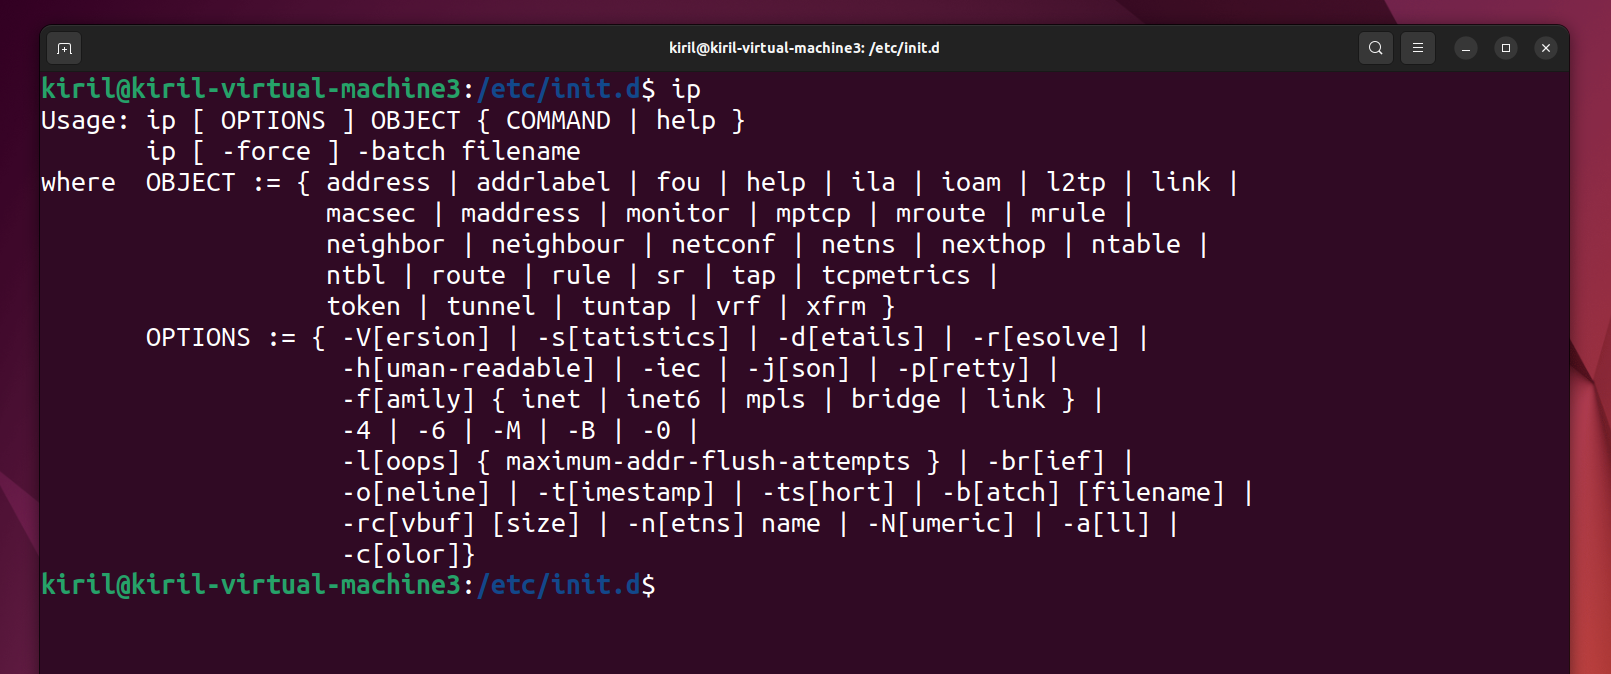 kiril@kiril-virtual-machine3: /etc/init.d
kiril@kiril-virtual-machine3:/etc/init.d$ ip
Usage: ip [ OPTIONS ] OBJECT { COMMAND | help }
       ip [ -force ] -batch filename
where  OBJECT := { address | addrlabel | fou | help | ila | ioam | l2tp | link |
                   macsec | maddress | monitor | mptcp | mroute | mrule |
                   neighbor | neighbour | netconf | netns | nexthop | ntable |
                   ntbl | route | rule | sr | tap | tcpmetrics |
                   token | tunnel | tuntap | vrf | xfrm }
       OPTIONS := { -V[ersion] | -s[tatistics] | -d[etails] | -r[esolve] |
                    -h[uman-readable] | -iec | -j[son] | -p[retty] |
                    -f[amily] { inet | inet6 | mpls | bridge | link } |
                    -4 | -6 | -M | -B | -0 |
                    -l[oops] { maximum-addr-flush-attempts } | -br[ief] |
                    -o[neline] | -t[imestamp] | -ts[hort] | -b[atch] [filename] |
                    -rc[vbuf] [size] | -n[etns] name | -N[umeric] | -a[ll] |
                    -c[olor]}
kiril@kiril-virtual-machine3:/etc/init.d$